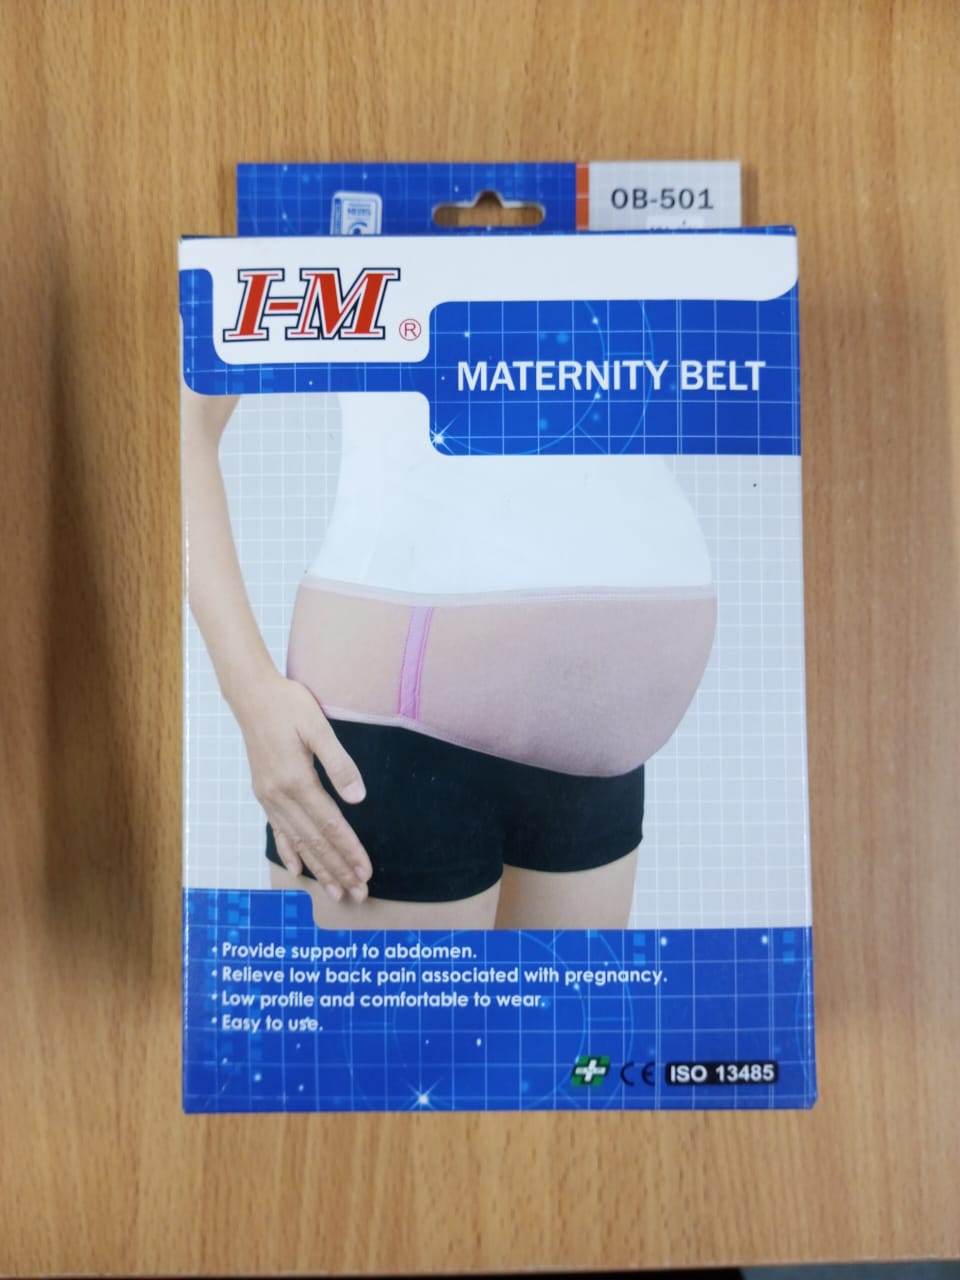 OB-501
I-M ®
MATERNITY BELT
• Provide support to abdomen.
• Relieve low back pain associated with pregnancy.
• Low profile and comfortable to wear.
• Easy to use.
CE ISO 13485